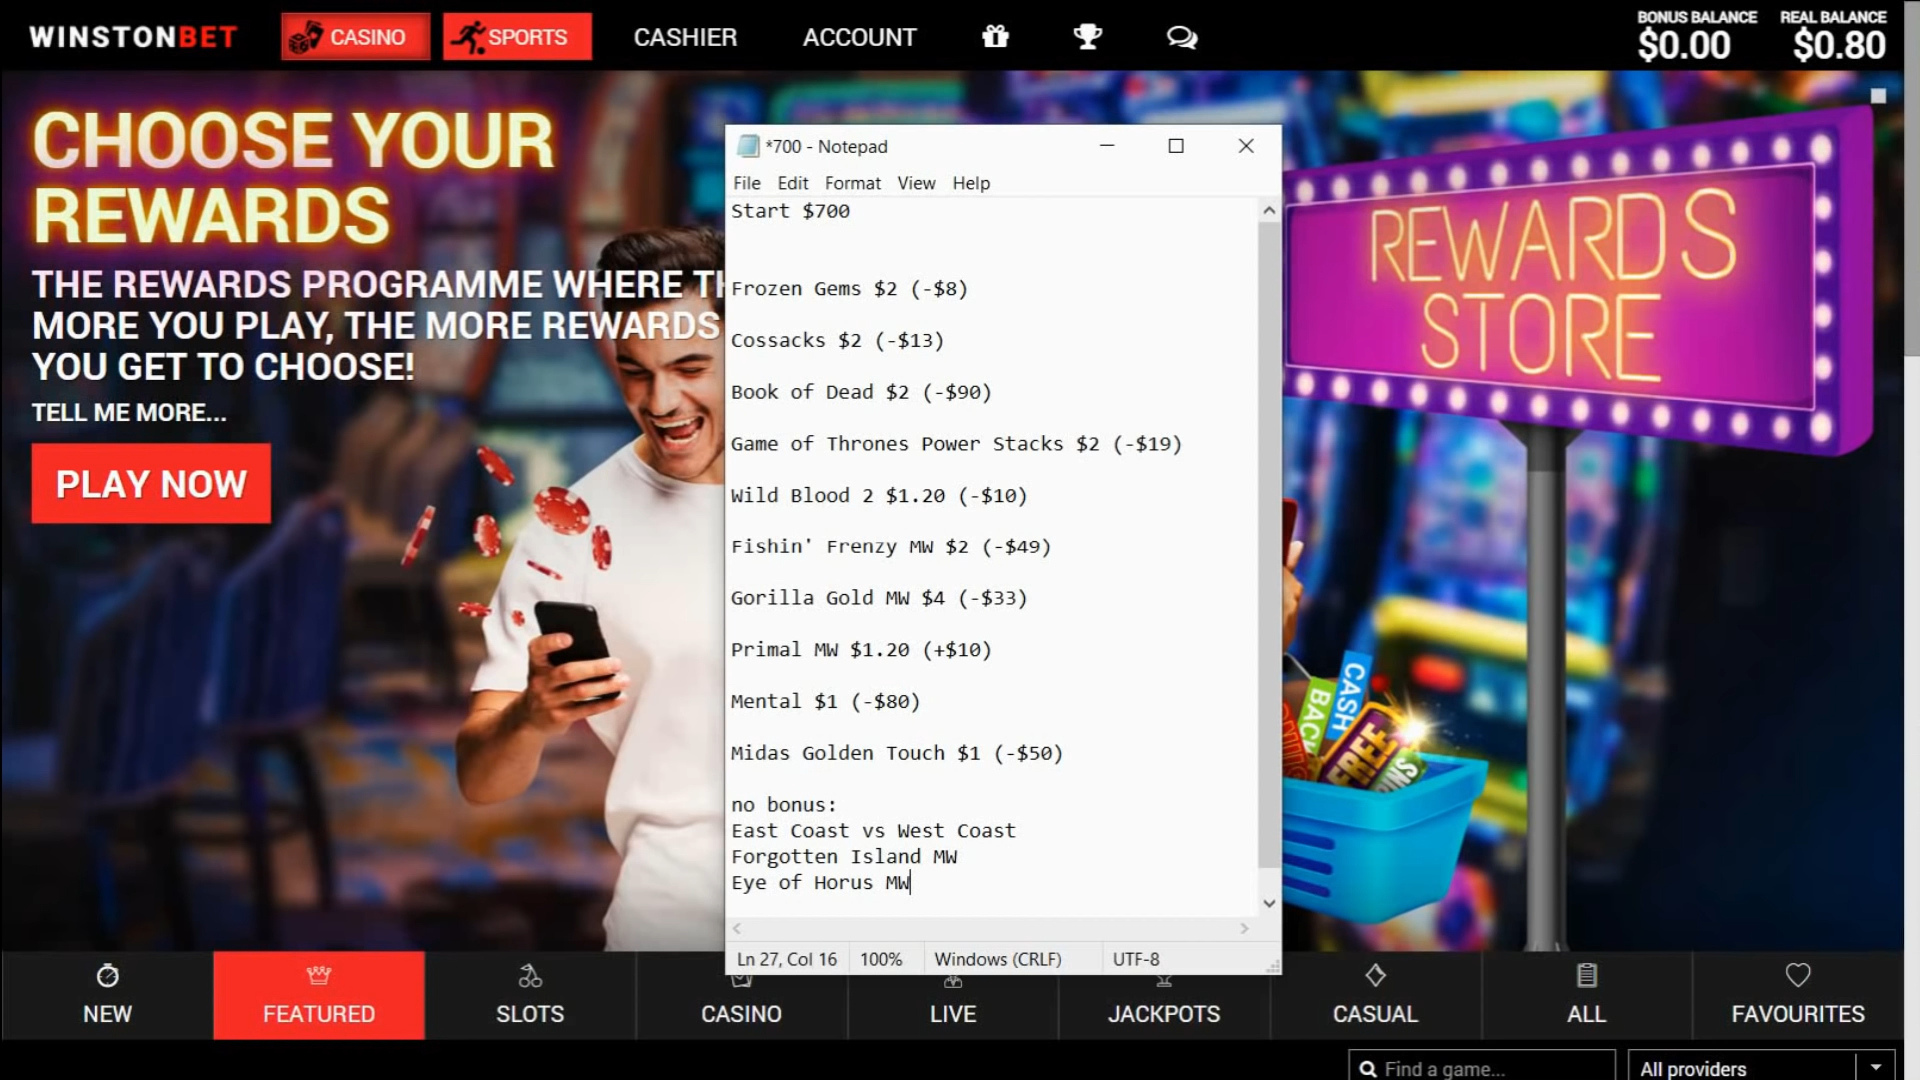 WINSTONBET
CASINO
SPORTS
CASHIER
ACCOUNT
BONUS BALANCE
$0.00
REAL BALANCE
$0.80
CHOOSE YOUR
REWARDS
THE REWARDS PROGRAMME WHERE TH
MORE YOU PLAY, THE MORE REWARDS
YOU GET TO CHOOSE!
TELL ME MORE...
PLAY NOW
*700 - Notepad
File Edit Format View Help
Start $700
Frozen Gems $2 (-$8)
Cossacks $2 (-$13)
Book of Dead $2 (-$90)
Game of Thrones Power Stacks $2 (-$19)
Wild Blood 2 $1.20 (-$10)
Fishin' Frenzy MW $2 (-$49)
Gorilla Gold MW $4 (-$33)
Primal MW $1.20 (+$10)
Mental $1 (-$80)
Midas Golden Touch $1 (-$50)
no bonus:
East Coast vs West Coast
Forgotten Island MW
Eye of Horus MW
Ln 27, Col 16
100%
Windows (CRLF)
UTF-8
REWARDS
STORE
CASH
BACK
FREE
SPINS
NEW
FEATURED
SLOTS
CASINO
LIVE
JACKPOTS
CASUAL
ALL
FAVOURITES
Find a game...
All providers